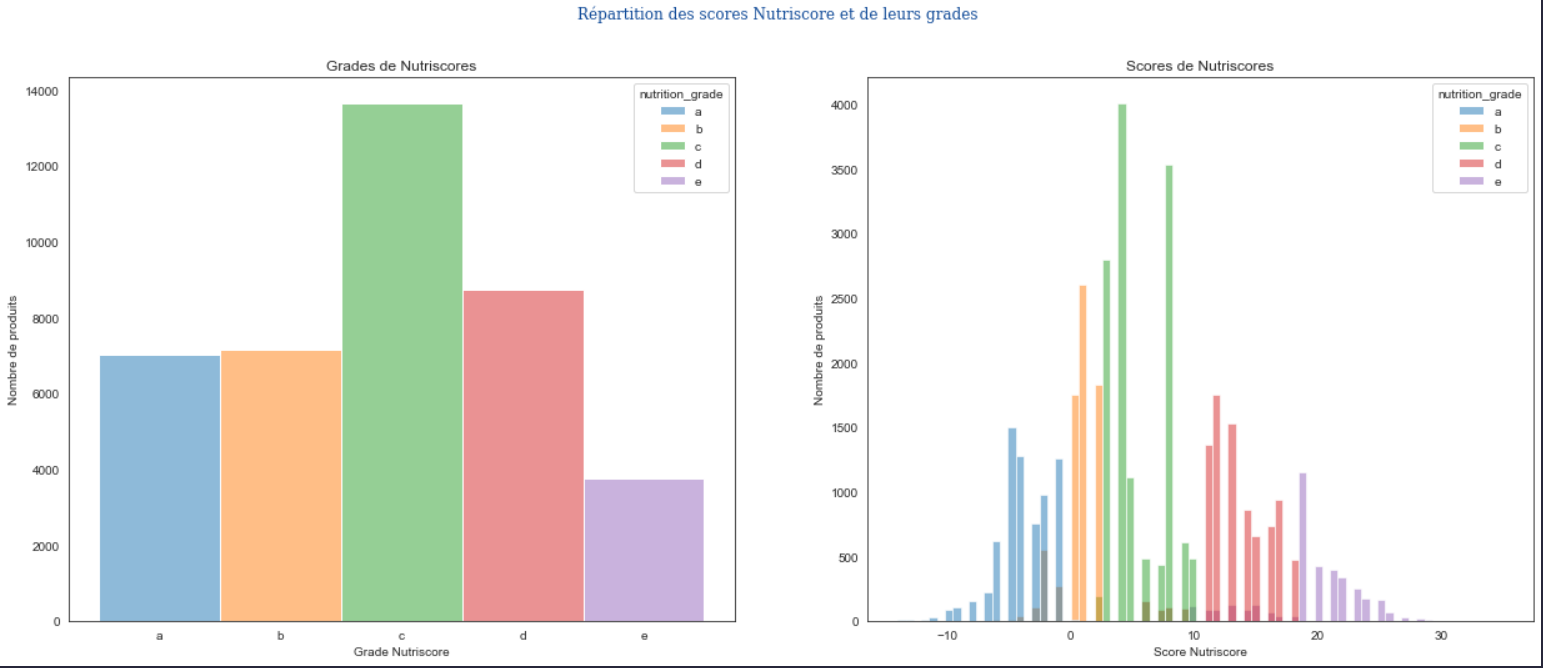 Répartition des scores Nutriscore et de leurs grades
Grades de Nutriscores
Nombre de produits
14000
12000
10000
8000
6000
4000
2000
0
a b c d e
Grade Nutriscore
nutrition_grade
a
b
c
d
e
Scores de Nutriscores
Nombre de produits
4000
3500
3000
2500
2000
1500
1000
500
0
−10 0 10 20 30
Score Nutriscore
nutrition_grade
a
b
c
d
e